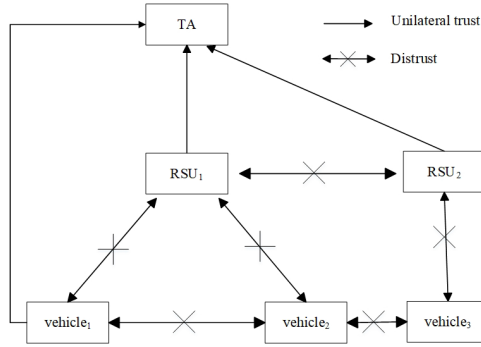 TA
Unilateral trust
Distrust
RSU₁
RSU₂
vehicle₁
vehicle₂
vehicle₃